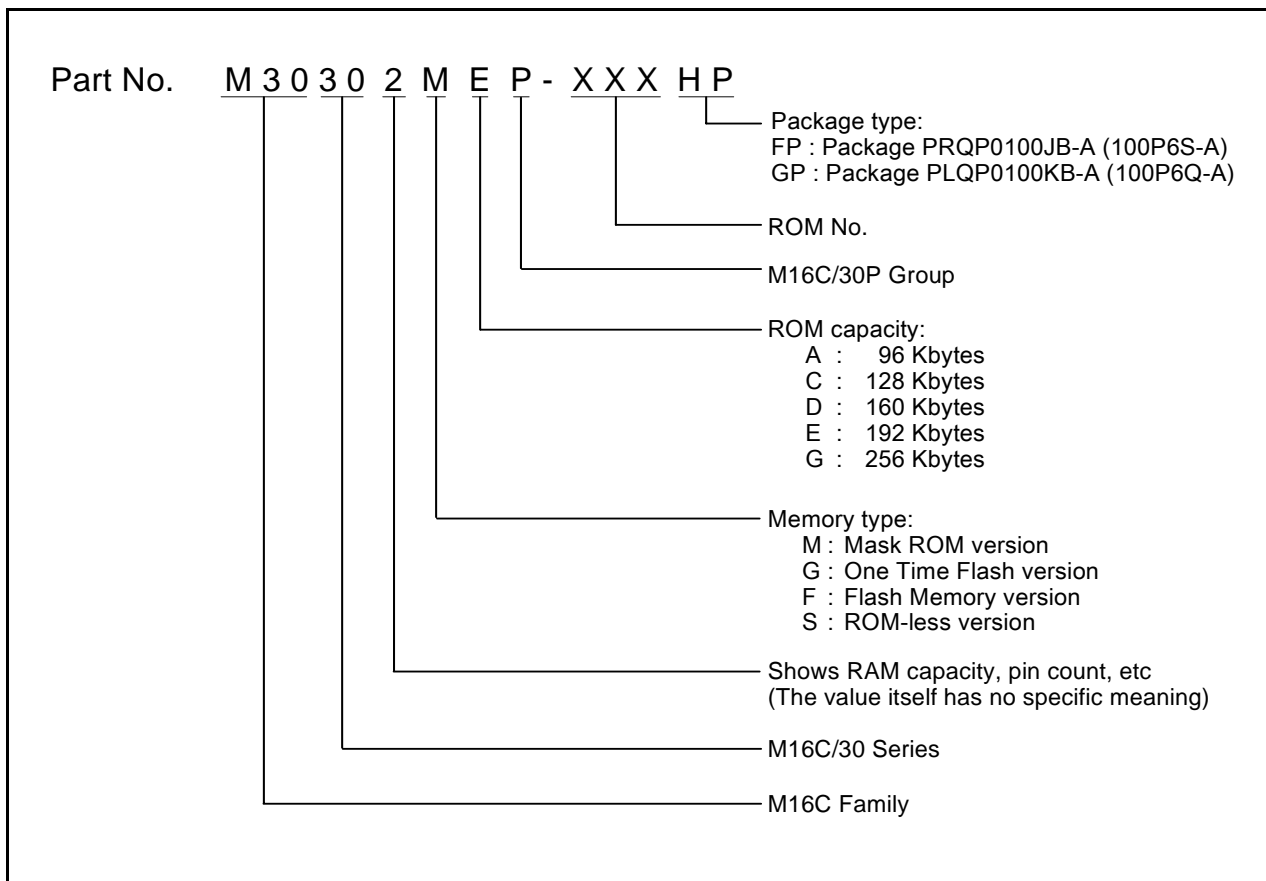 Part No. M 3 0 3 0 2 M E P - X X X H P
Package type:
FP : Package PRQP0100JB-A (100P6S-A)
GP : Package PLQP0100KB-A (100P6Q-A)
ROM No.
M16C/30P Group
ROM capacity:
A : 96 Kbytes
C : 128 Kbytes
D : 160 Kbytes
E : 192 Kbytes
G : 256 Kbytes
Memory type:
M : Mask ROM version
G : One Time Flash version
F : Flash Memory version
S : ROM-less version
Shows RAM capacity, pin count, etc
(The value itself has no specific meaning)
M16C/30 Series
M16C Family